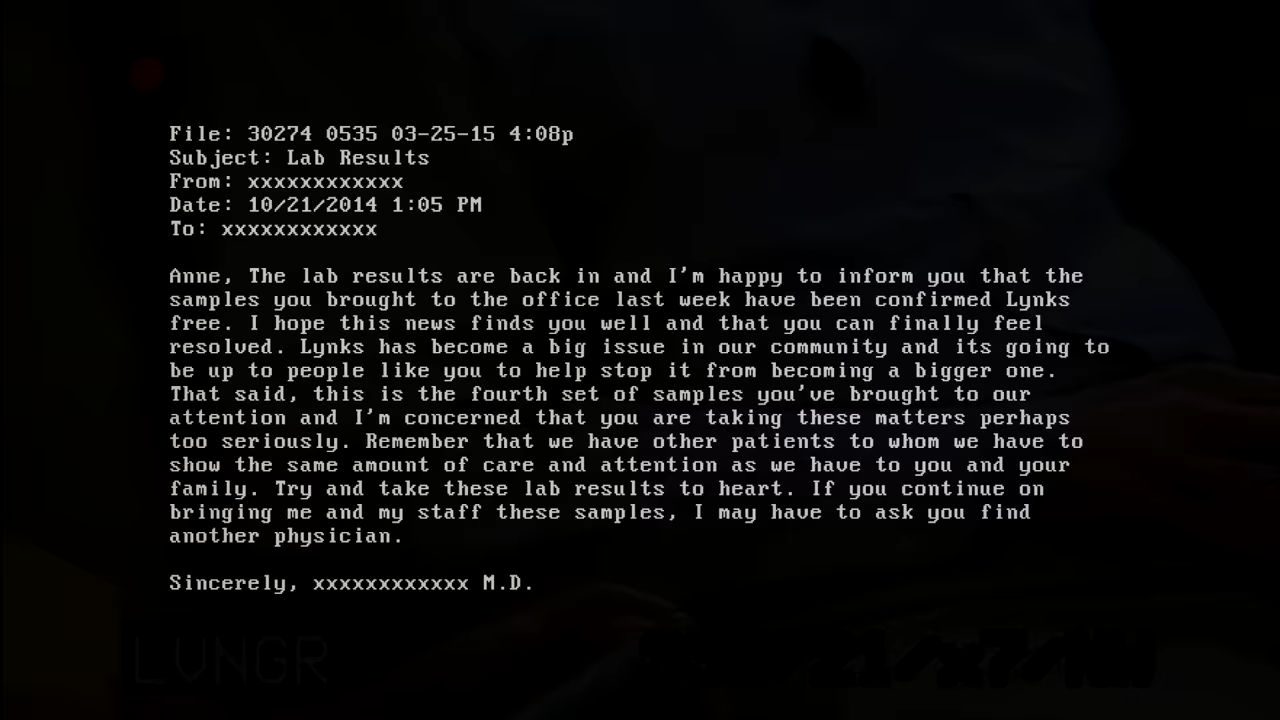 File: 30274 0535 03-25-15 4:08p
Subject: Lab Results
From: xxxxxxxxxxxx
Date: 10/21/2014 1:05 PM
To: xxxxxxxxxxxx
Anne, The lab results are back in and I'm happy to inform you that the
samples you brought to the office last week have been confirmed Lynks
free. I hope this news finds you well and that you can finally feel
resolved. Lynks has become a big issue in our community and its going to
be up to people like you to help stop it from becoming a bigger one.
That said, this is the fourth set of samples you've brought to our
attention and I'm concerned that you are taking these matters perhaps
too seriously. Remember that we have other patients to whom we have to
show the same amount of care and attention as we have to you and your
family. Try and take these lab results to heart. If you continue on
bringing me and my staff these samples, I may have to ask you find
another physician.
Sincerely, xxxxxxxxxxxx M.D.
LVNGR